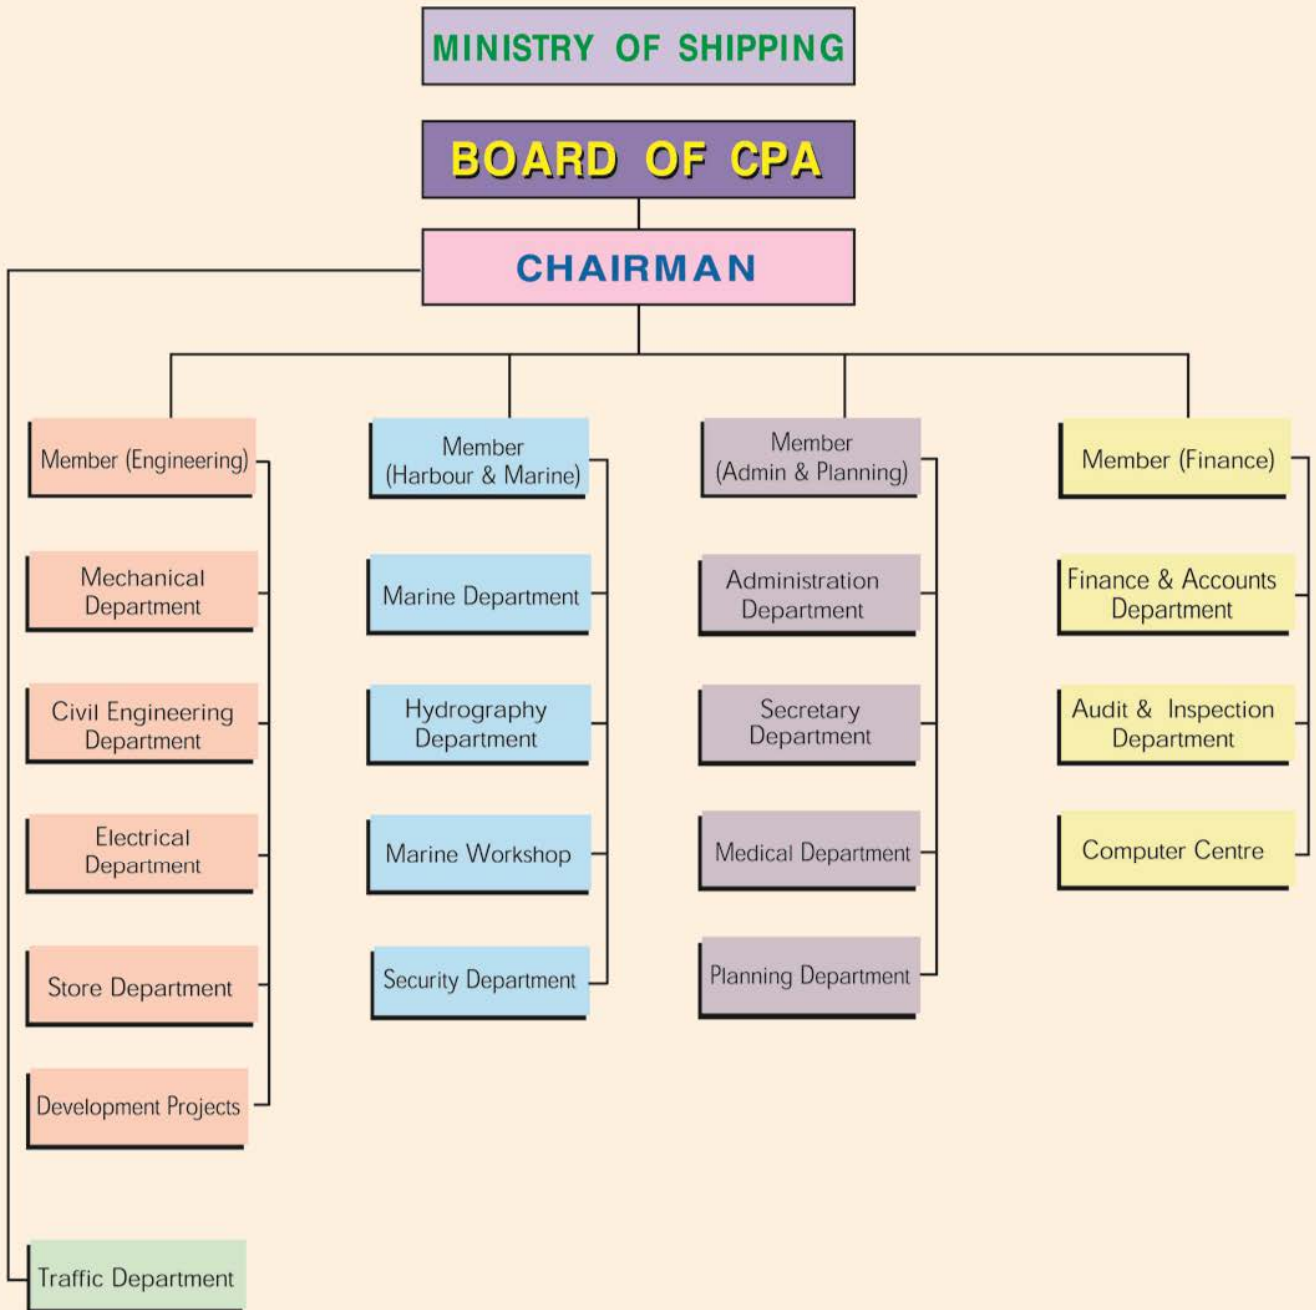 MINISTRY OF SHIPPING
BOARD OF CPA
CHAIRMAN
Member (Engineering)
Mechanical
Department
Civil Engineering
Department
Electrical
Department
Store Department
Development Projects
Traffic Department
Member
(Harbour & Marine)
Marine Department
Hydrography
Department
Marine Workshop
Security Department
Member
(Admin & Planning)
Administration
Department
Secretary
Department
Medical Department
Planning Department
Member (Finance)
Finance & Accounts
Department
Audit & Inspection
Department
Computer Centre